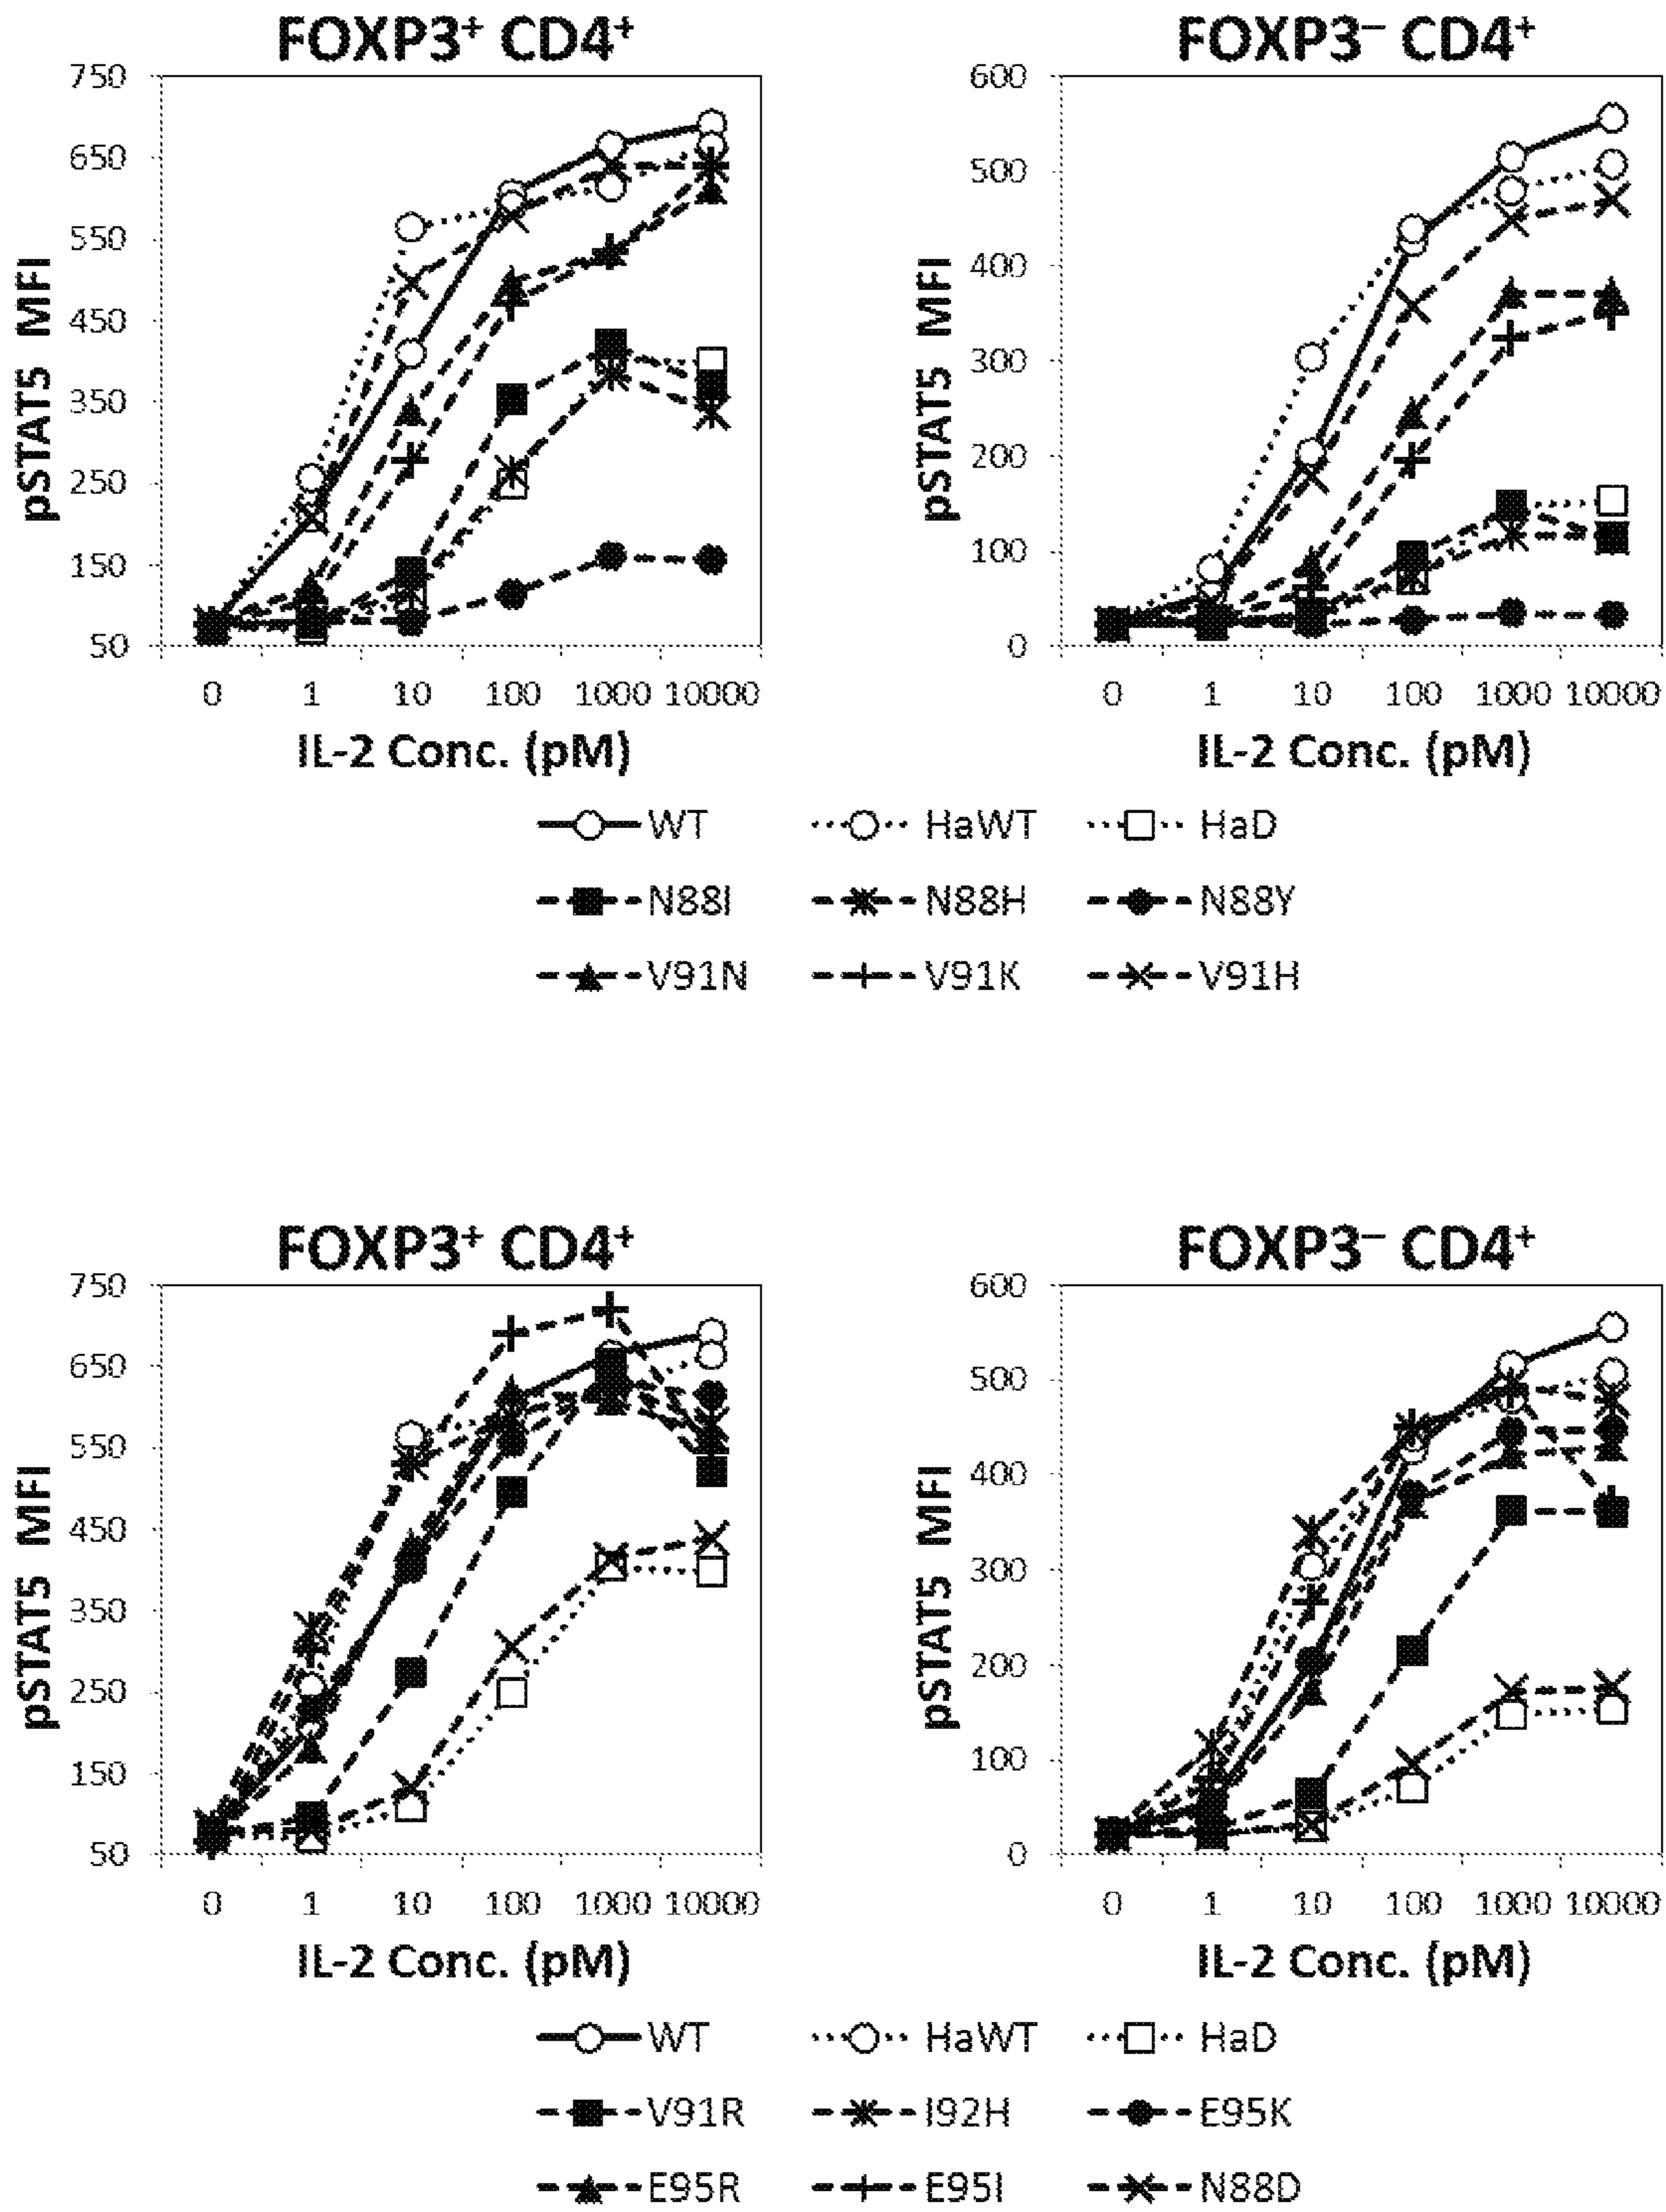 FOXP3⁺ CD4⁺
FOXP3⁻ CD4⁺
pSTAT5 MFI
750
650
550
450
350
250
150
50
0 1 10 100 1000 10000
IL-2 Conc. (pM)
pSTAT5 MFI
600
500
400
300
200
100
0
0 1 10 100 1000 10000
IL-2 Conc. (pM)
WT HaWT HaD
N88I N88H N88Y
V91N V91K V91H
FOXP3⁺ CD4⁺
FOXP3⁻ CD4⁺
pSTAT5 MFI
750
650
550
450
350
250
150
50
0 1 10 100 1000 10000
IL-2 Conc. (pM)
pSTAT5 MFI
600
500
400
300
200
100
0
0 1 10 100 1000 10000
IL-2 Conc. (pM)
WT HaWT HaD
V91R I92H E95K
E95R E95I N88D